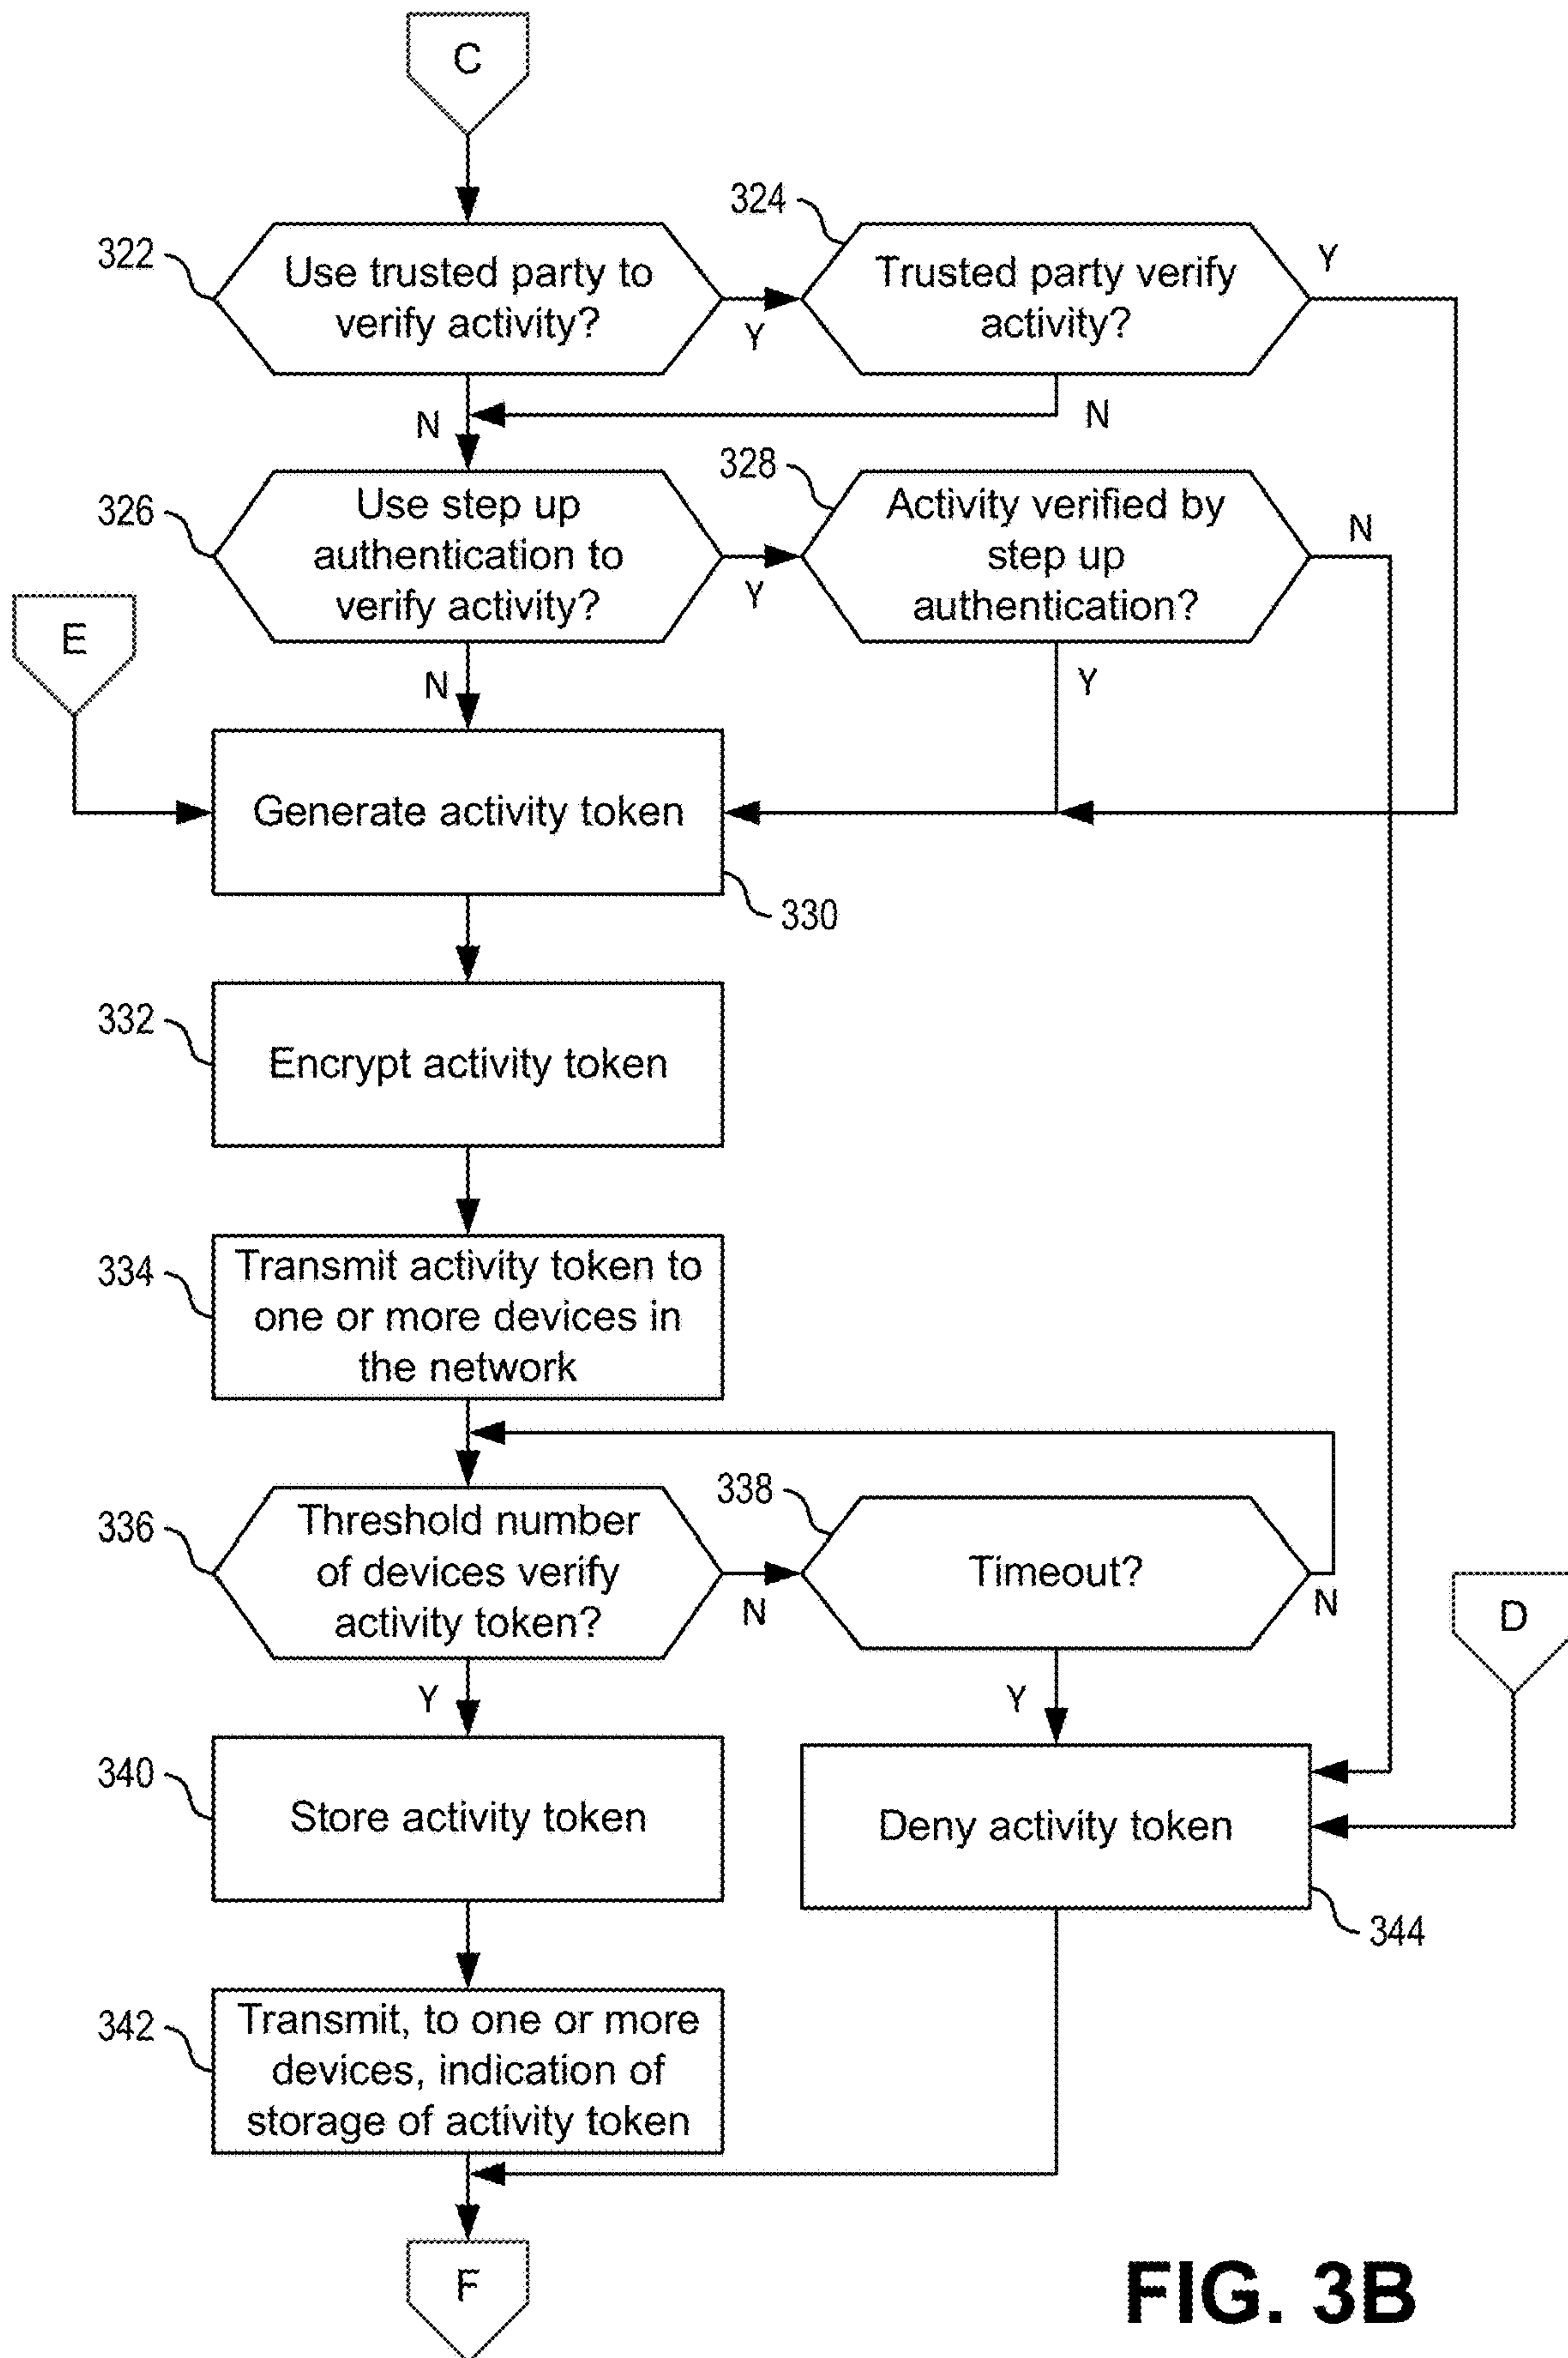 C
322
Use trusted party to
verify activity?
Y
324
Trusted party verify
activity?
Y
N
N
326
Use step up
authentication to
verify activity?
Y
328
Activity verified by
step up
authentication?
N
E
N
Y
Generate activity token
330
332
Encrypt activity token
334
Transmit activity token to
one or more devices in
the network
336
Threshold number
of devices verify
activity token?
N
338
Timeout?
N
D
Y
Y
340
Store activity token
Deny activity token
344
342
Transmit, to one or more
devices, indication of
storage of activity token
F
FIG. 3B